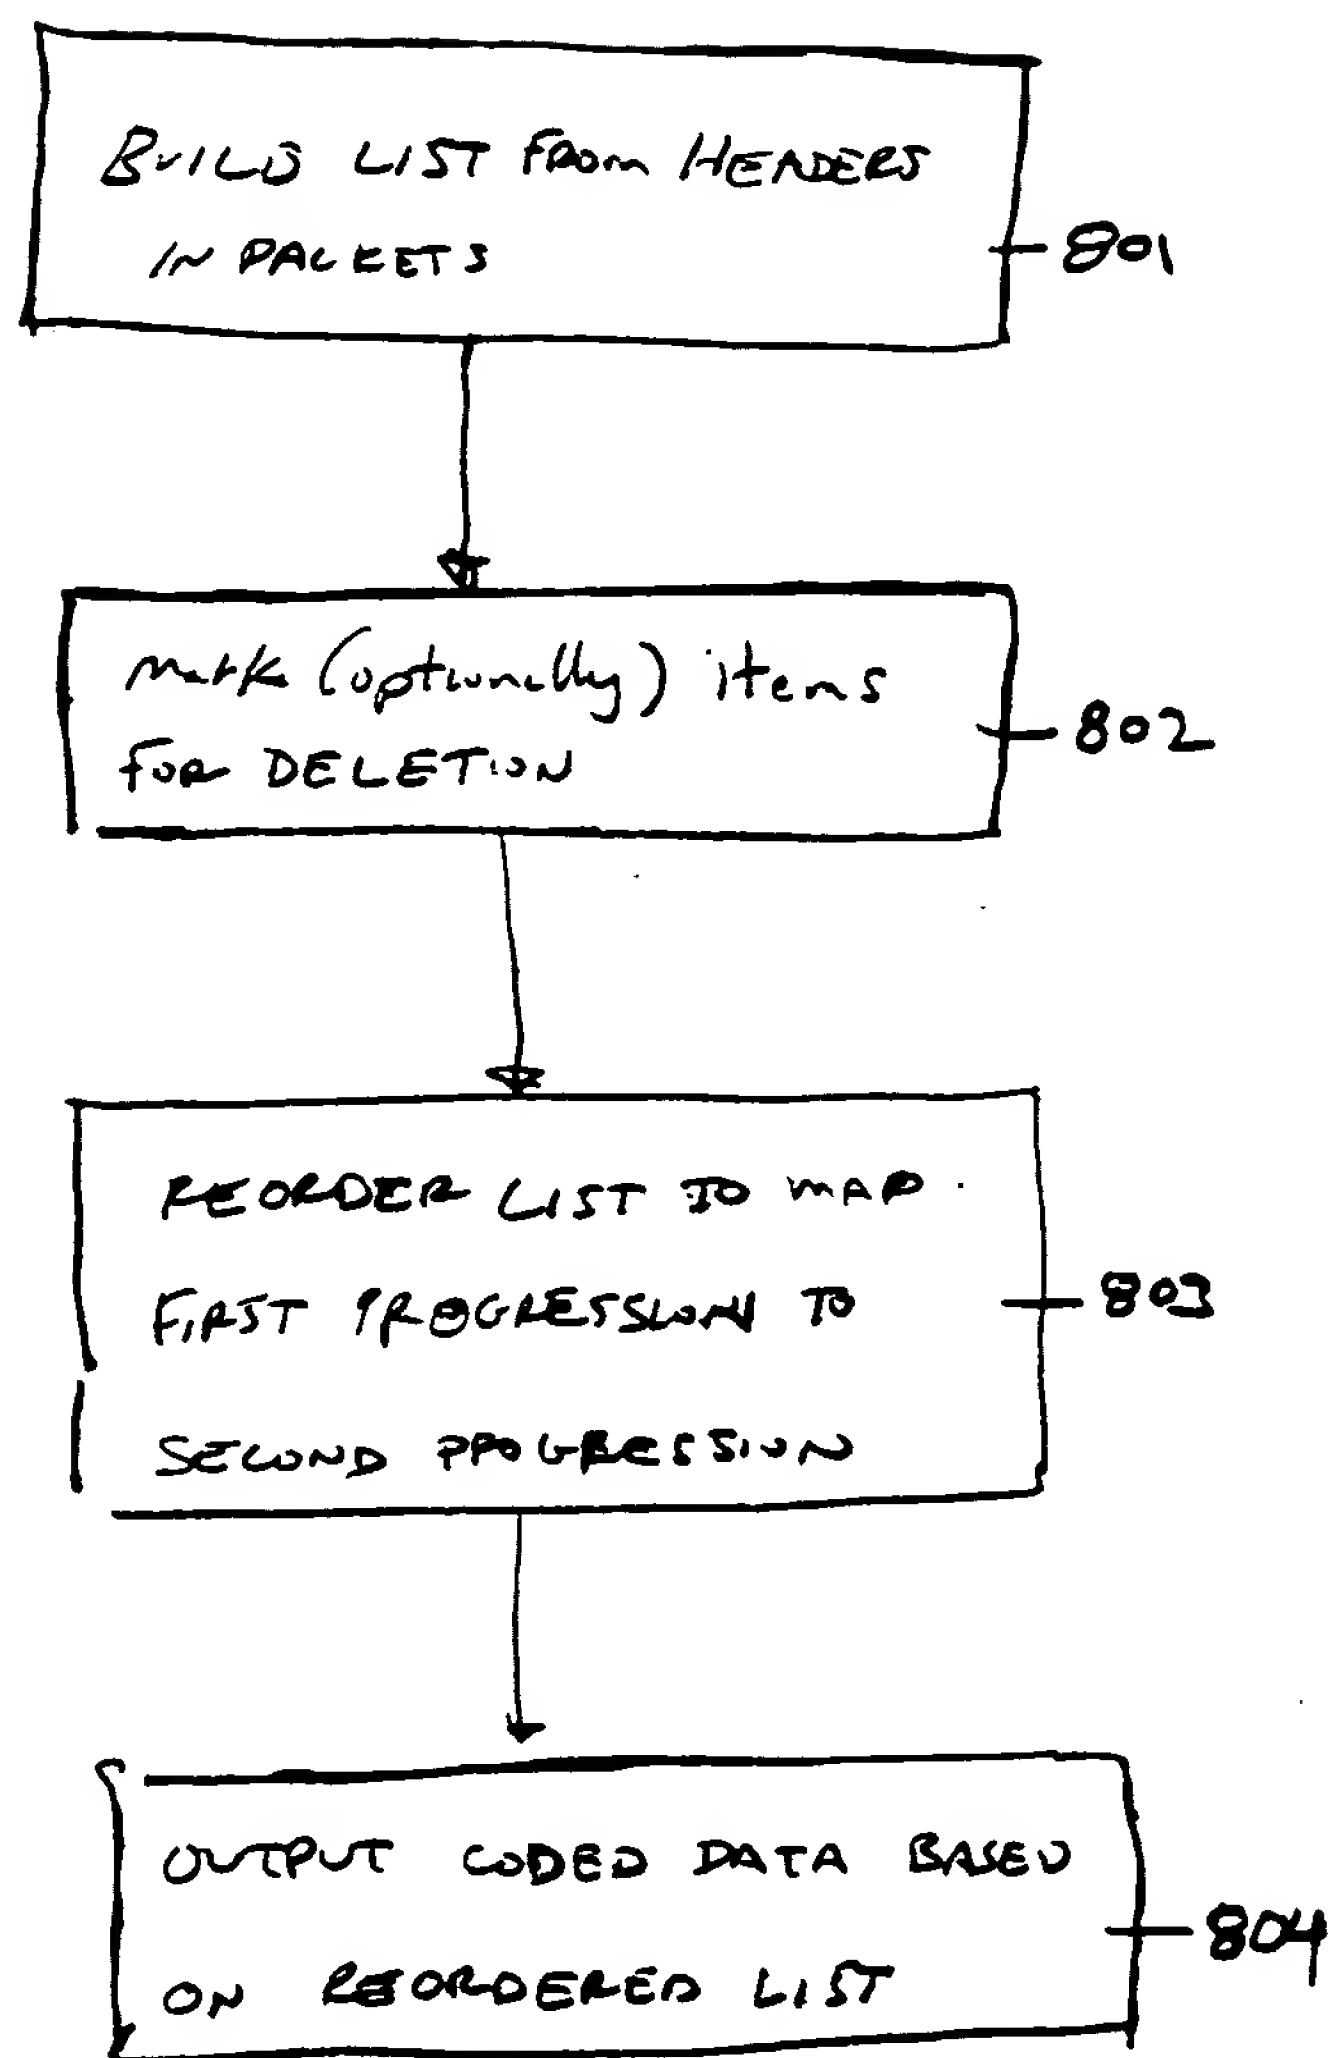 BUILD LIST FROM HEADERS
IN PACKETS
801
Mark (optionally) items
FOR DELETION
802
REORDER LIST TO MAP
FIRST PROGRESSION TO
803
SECOND PROGRESSION
OUTPUT CODED DATA BASED
804
ON REORDERED LIST